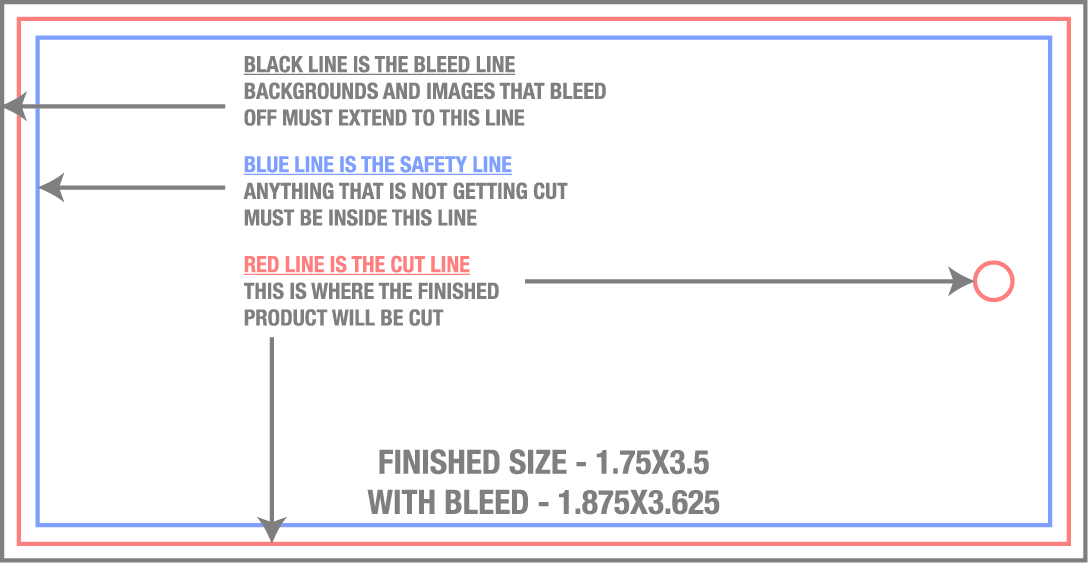 BLACK LINE IS THE BLEED LINE
BACKGROUNDS AND IMAGES THAT BLEED
OFF MUST EXTEND TO THIS LINE
BLUE LINE IS THE SAFETY LINE
ANYTHING THAT IS NOT GETTING CUT
MUST BE INSIDE THIS LINE
RED LINE IS THE CUT LINE
THIS IS WHERE THE FINISHED
PRODUCT WILL BE CUT
FINISHED SIZE - 1.75X3.5
WITH BLEED - 1.875X3.625